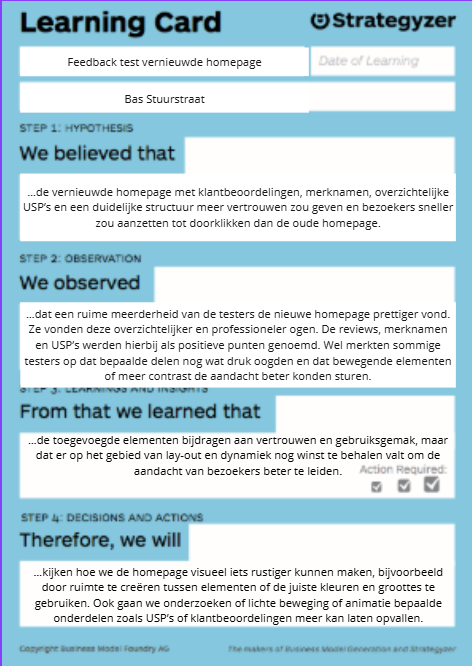 Learning Card
Strategyzer
Feedback test vernieuwde homepage
Date of Learning
Bas Stuurstraat
STEP 1: HYPOTHESIS
We believed that
...de vernieuwde homepage met klantbeoordelingen, merknamen, overzichtelijke
USP's en een duidelijke structuur meer vertrouwen zou geven en bezoekers sneller
zou aanzetten tot doorklikken dan de oude homepage.
STEP 2: OBSERVATION
We observed
...dat een ruime meerderheid van de testers de nieuwe homepage prettiger vond.
Ze vonden deze overzichtelijker en professioneler ogen. De reviews, merknamen
en USP's werden hierbij als positieve punten genoemd. Wel merkten sommige
testers op dat bepaalde delen nog wat druk oogden en dat bewegende elementen
of meer contrast de aandacht beter konden sturen.
STEP 3: LEARNINGS AND INSIGHTS
From that we learned that
...de toegevoegde elementen bijdragen aan vertrouwen en gebruiksgemak, maar
dat er op het gebied van lay-out en dynamiek nog winst te behalen valt om de
aandacht van bezoekers beter te leiden.
Action Required:
STEP 4: DECISIONS AND ACTIONS
Therefore, we will
...kijken hoe we de homepage visueel iets rustiger kunnen maken, bijvoorbeeld
door ruimte te creëren tussen elementen of de juiste kleuren en groottes te
gebruiken. Ook gaan we onderzoeken of lichte beweging of animatie bepaalde
onderdelen zoals USP's of klantbeoordelingen meer kan laten opvallen.
Copyright Business Model Foundry AG
The makers of Business Model Generation and Strategyzer